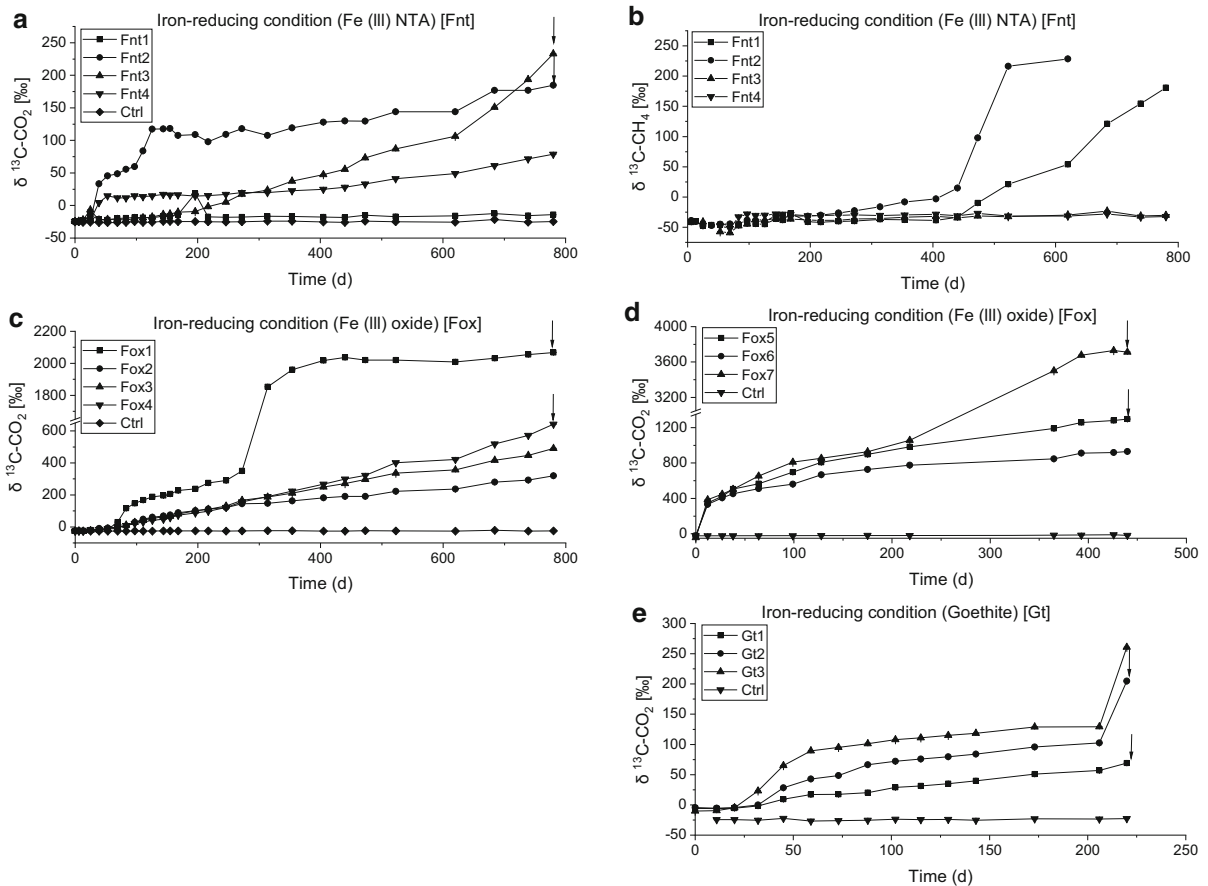 a
Iron-reducing condition (Fe (III) NTA) [Fnt]
Fnt1
Fnt2
Fnt3
Fnt4
Ctrl
250
200
150
100
50
0
-50
δ ¹³C-CO₂ [‰]
0 200 400 600 800
Time (d)
b
Iron-reducing condition (Fe (III) NTA) [Fnt]
Fnt1
Fnt2
Fnt3
Fnt4
250
200
150
100
50
0
-50
δ ¹³C-CH₄ [‰]
0 200 400 600 800
Time (d)
c
Iron-reducing condition (Fe (III) oxide) [Fox]
Fox1
Fox2
Fox3
Fox4
Ctrl
2200
2000
1800
600
400
200
0
δ ¹³C-CO₂ [‰]
0 200 400 600 800
Time (d)
d
Iron-reducing condition (Fe (III) oxide) [Fox]
Fox5
Fox6
Fox7
Ctrl
4000
3600
3200
1200
800
400
0
δ ¹³C-CO₂ [‰]
0 100 200 300 400 500
Time (d)
e
Iron-reducing condition (Goethite) [Gt]
Gt1
Gt2
Gt3
Ctrl
300
250
200
150
100
50
0
-50
δ ¹³C-CO₂ [‰]
0 50 100 150 200 250
Time (d)